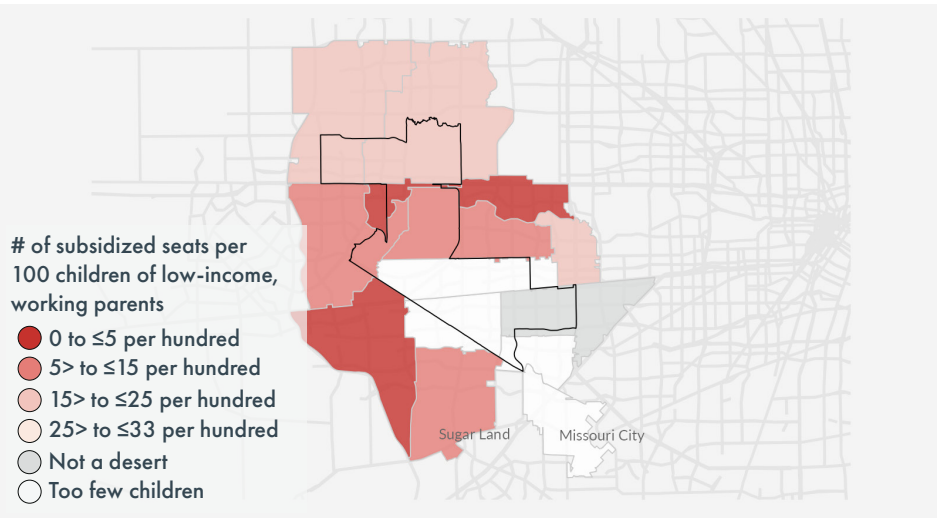 # of subsidized seats per
100 children of low-income,
working parents
0 to ≤5 per hundred
5> to ≤15 per hundred
15> to ≤25 per hundred
25> to ≤33 per hundred
Not a desert
Too few children
Sugar Land
Missouri City